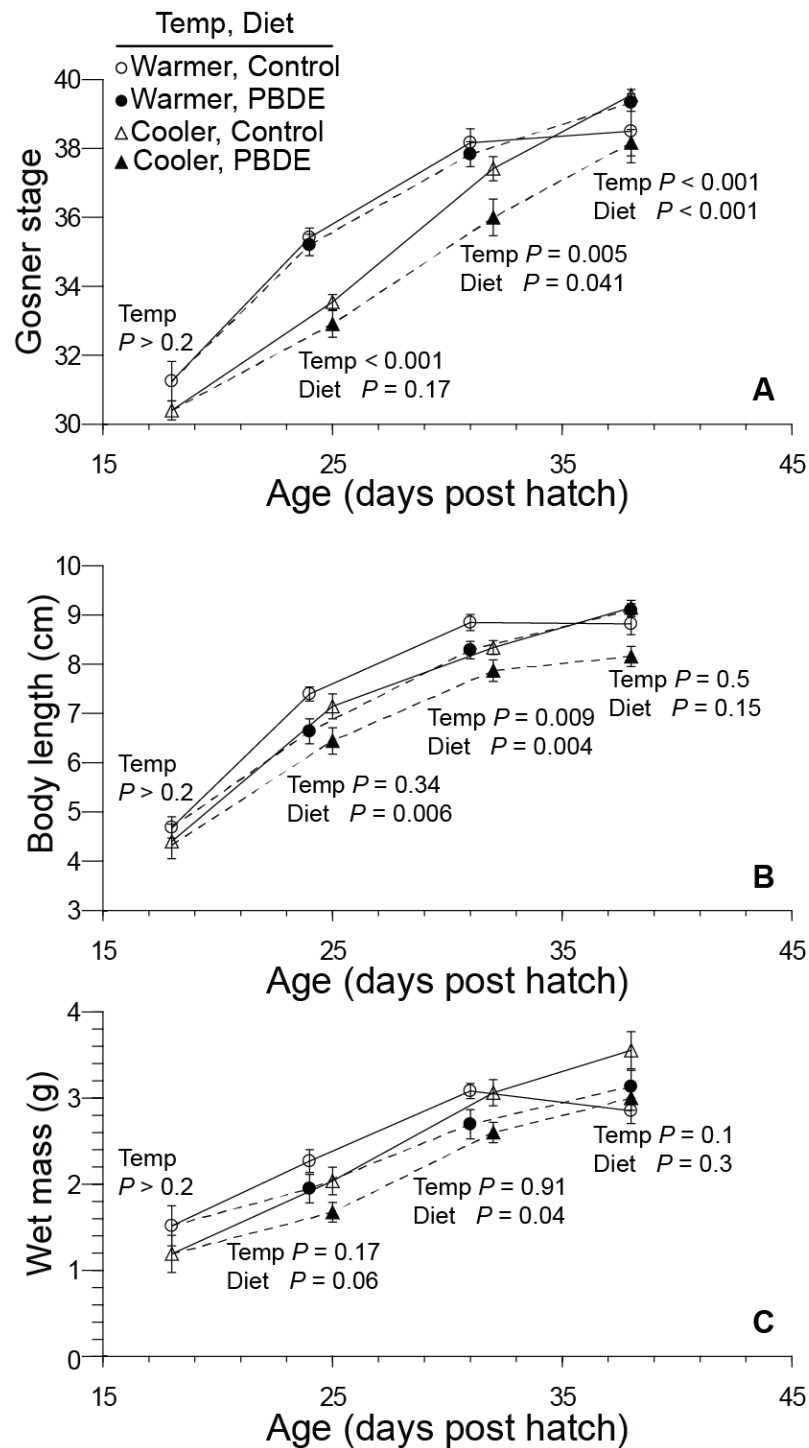 Temp, Diet
Warmer, Control
Warmer, PBDE
Cooler, Control
Cooler, PBDE
40
38
36
34
32
30
Gosner stage
Temp
P > 0.2
Temp < 0.001
Diet P = 0.17
Temp P = 0.005
Diet P = 0.041
Temp P < 0.001
Diet P < 0.001
A
15 25 35 45
Age (days post hatch)
10
9
8
7
6
5
4
3
Body length (cm)
Temp
P > 0.2
Temp P = 0.34
Diet P = 0.006
Temp P = 0.009
Diet P = 0.004
Temp P = 0.5
Diet P = 0.15
B
15 25 35 45
Age (days post hatch)
4
3
2
1
0
Wet mass (g)
Temp
P > 0.2
Temp P = 0.17
Diet P = 0.06
Temp P = 0.91
Diet P = 0.04
Temp P = 0.1
Diet P = 0.3
C
15 25 35 45
Age (days post hatch)